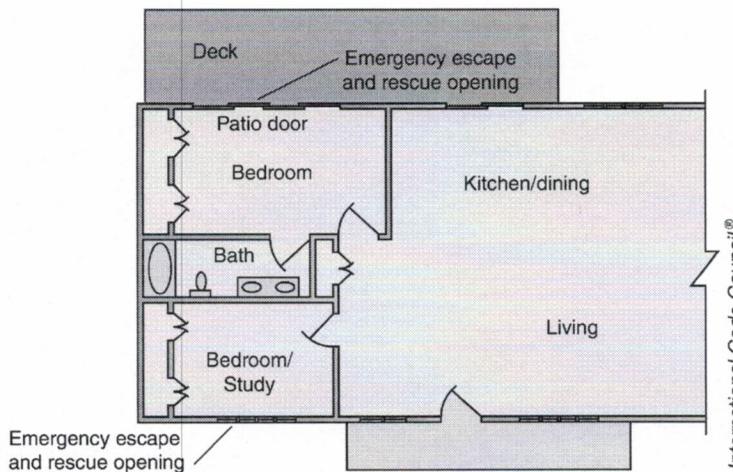 Deck
Emergency escape
and rescue opening
Patio door
Bedroom
Kitchen/dining
Bath
Living
Bedroom/
Study
Emergency escape
and rescue opening
International Code Council®